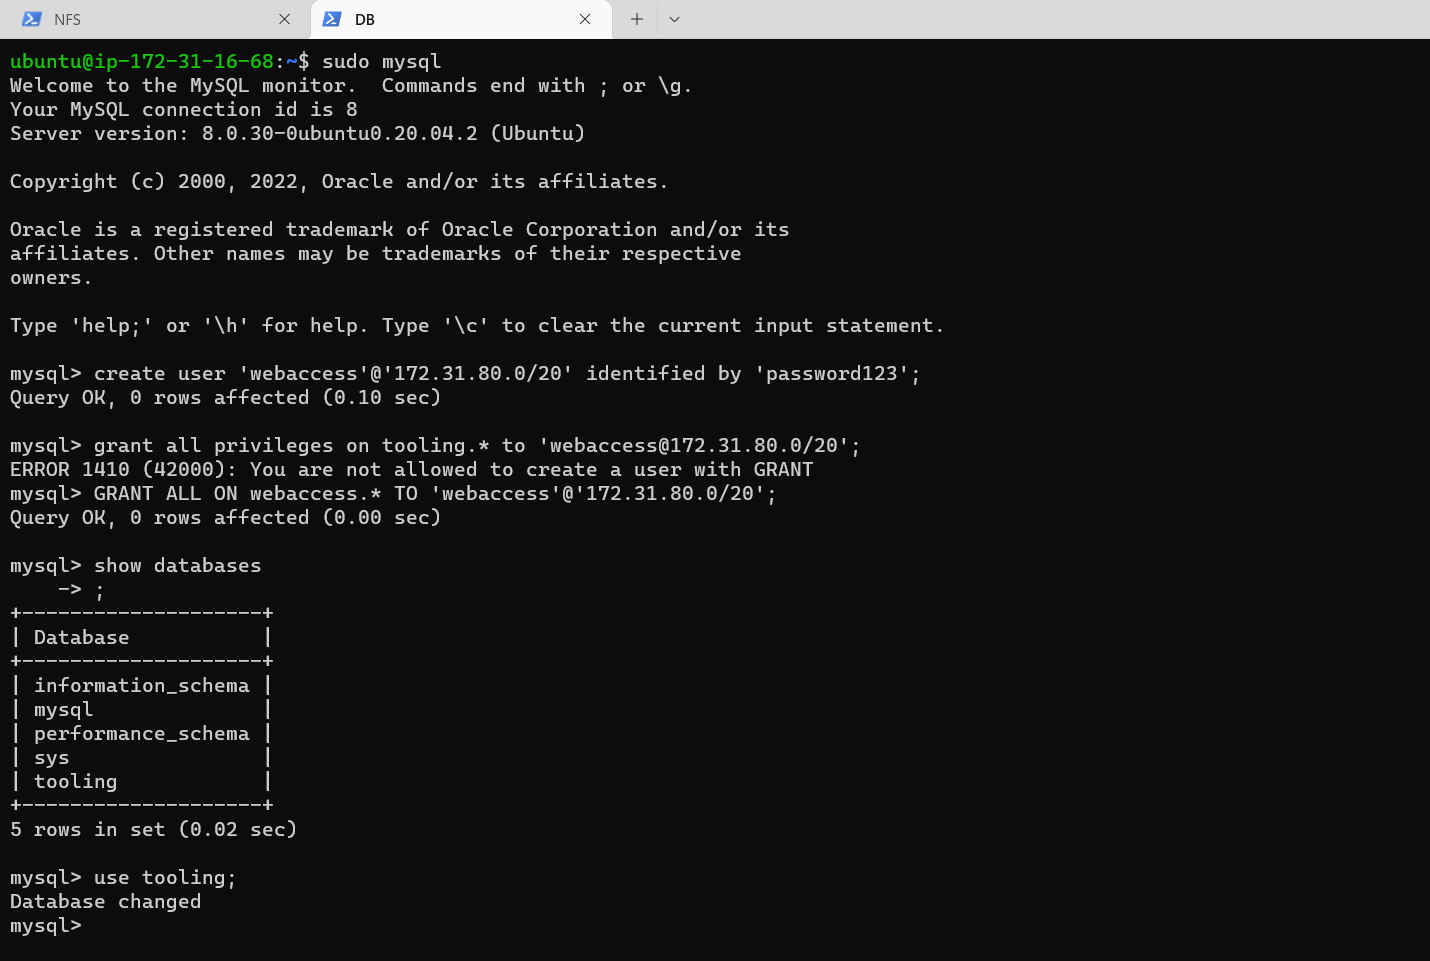 NFS
DB
ubuntu@ip-172-31-16-68:~$ sudo mysql
Welcome to the MySQL monitor.  Commands end with ; or \g.
Your MySQL connection id is 8
Server version: 8.0.30-0ubuntu0.20.04.2 (Ubuntu)
Copyright (c) 2000, 2022, Oracle and/or its affiliates.
Oracle is a registered trademark of Oracle Corporation and/or its
affiliates. Other names may be trademarks of their respective
owners.
Type 'help;' or '\h' for help. Type '\c' to clear the current input statement.
mysql> create user 'webaccess'@'172.31.80.0/20' identified by 'password123';
Query OK, 0 rows affected (0.10 sec)
mysql> grant all privileges on tooling.* to 'webaccess@172.31.80.0/20';
ERROR 1410 (42000): You are not allowed to create a user with GRANT
mysql> GRANT ALL ON webaccess.* TO 'webaccess'@'172.31.80.0/20';
Query OK, 0 rows affected (0.00 sec)
mysql> show databases
    -> ;
+--------------------+
| Database           |
+--------------------+
| information_schema |
| mysql              |
| performance_schema |
| sys                |
| tooling            |
+--------------------+
5 rows in set (0.02 sec)
mysql> use tooling;
Database changed
mysql>